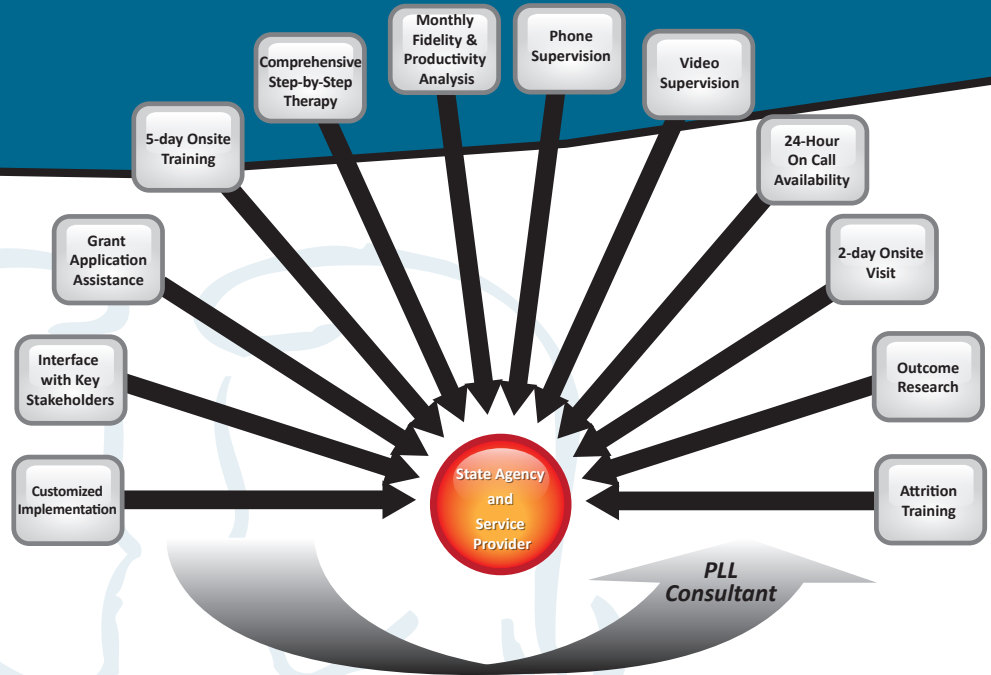 Monthly
Fidelity &
Productivity
Analysis
Phone
Supervision
Comprehensive
Step-by-Step
Therapy
Video
Supervision
5-day Onsite
Training
24-Hour
On Call
Availability
Grant
Application
Assistance
2-day Onsite
Visit
Interface
with Key
Stakeholders
Outcome
Research
Customized
Implementation
State Agency
and
Service
Provider
Attrition
Training
PLL
Consultant